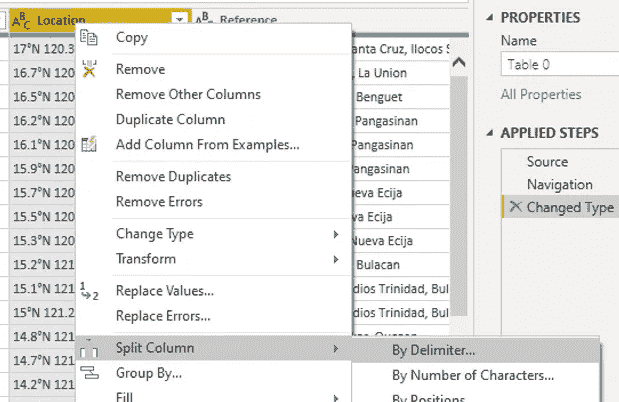 ABC Location ABC Reference
Copy
Remove
Remove Other Columns
Duplicate Column
Add Column From Examples...
Remove Duplicates
Remove Errors
Change Type
Transform
Replace Values...
Replace Errors...
Split Column
Group By...
Fill
By Delimiter...
By Number of Characters...
By Positions
17°N 120.3
16.7°N 120
16.5°N 120
16.2°N 120
16.1°N 120
15.9°N 120
15.7°N 120
15.5°N 120
15.3°N 120
15.2°N 121
15.1°N 121
15°N 121.2
14.8°N 121
14.7°N 121
14.2°N 121
anta Cruz, Ilocos S
, La Union
Benguet
Pangasinan
Pangasinan
Pangasinan
eva Ecija
eva Ecija
Nueva Ecija
Bulacan
dios Trinidad, Bul
dios Trinidad, Bul
PROPERTIES
Name
Table 0
All Properties
APPLIED STEPS
Source
Navigation
Changed Type